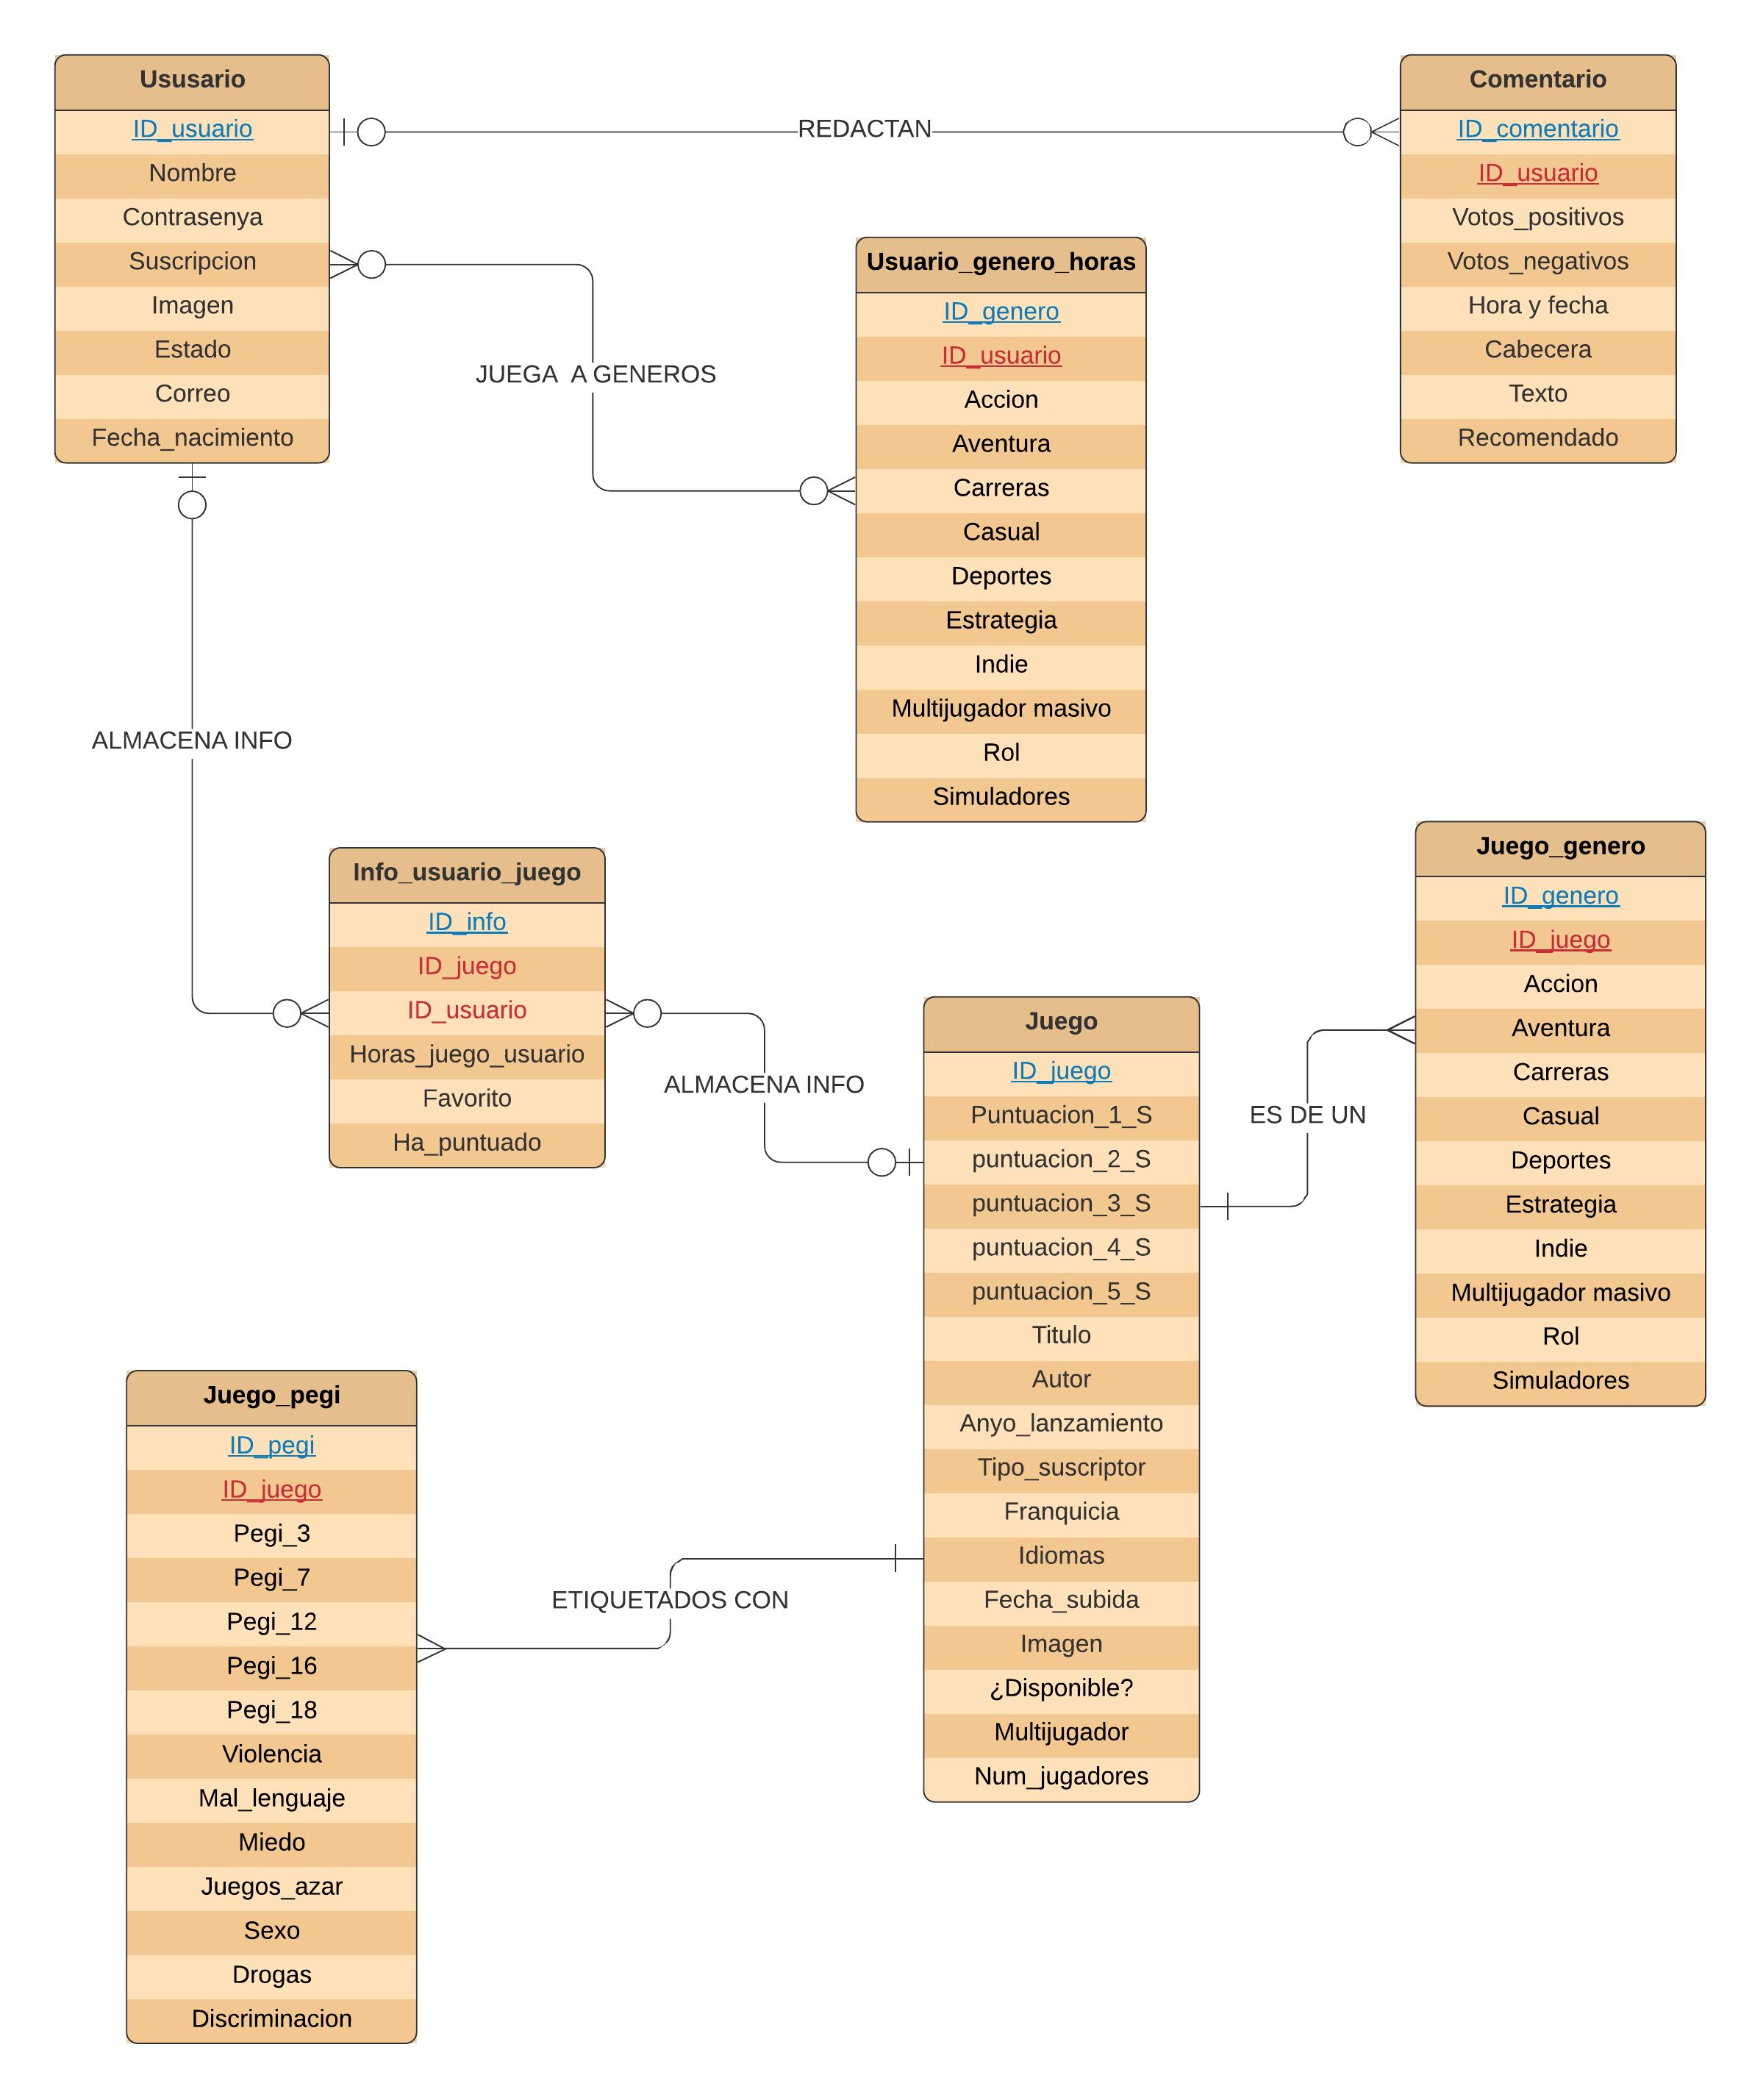 Ususario
ID_usuario
Nombre
Contrasenya
Suscripcion
Imagen
Estado
Correo
Fecha_nacimiento
REDACTAN
Comentario
ID_comentario
ID_usuario
Votos_positivos
Votos_negativos
Hora y fecha
Cabecera
Texto
Recomendado
JUEGA  A GENEROS
Usuario_genero_horas
ID_genero
ID_usuario
Accion
Aventura
Carreras
Casual
Deportes
Estrategia
Indie
Multijugador masivo
Rol
Simuladores
ALMACENA INFO
Info_usuario_juego
ID_info
ID_juego
ID_usuario
Horas_juego_usuario
Favorito
Ha_puntuado
ALMACENA INFO
Juego
ID_juego
Puntuacion_1_S
puntuacion_2_S
puntuacion_3_S
puntuacion_4_S
puntuacion_5_S
Titulo
Autor
Anyo_lanzamiento
Tipo_suscriptor
Franquicia
Idiomas
Fecha_subida
Imagen
¿Disponible?
Multijugador
Num_jugadores
ES DE UN
Juego_genero
ID_genero
ID_juego
Accion
Aventura
Carreras
Casual
Deportes
Estrategia
Indie
Multijugador masivo
Rol
Simuladores
ETIQUETADOS CON
Juego_pegi
ID_pegi
ID_juego
Pegi_3
Pegi_7
Pegi_12
Pegi_16
Pegi_18
Violencia
Mal_lenguaje
Miedo
Juegos_azar
Sexo
Drogas
Discriminacion